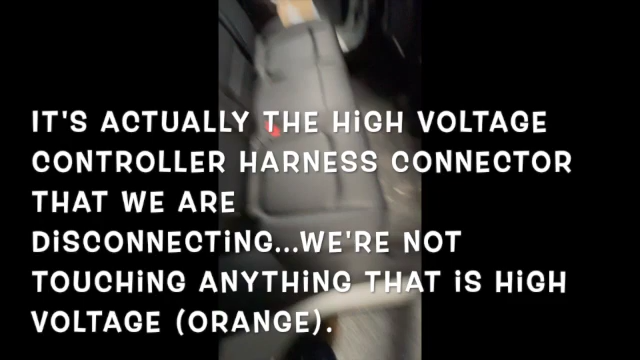 IT'S ACTUALLY THE HIGH VOLTAGE
CONTROLLER HARNESS CONNECTOR
THAT WE ARE
DISCONNECTING...WE'RE NOT
TOUCHING ANYTHING THAT IS HIGH
VOLTAGE (ORANGE).